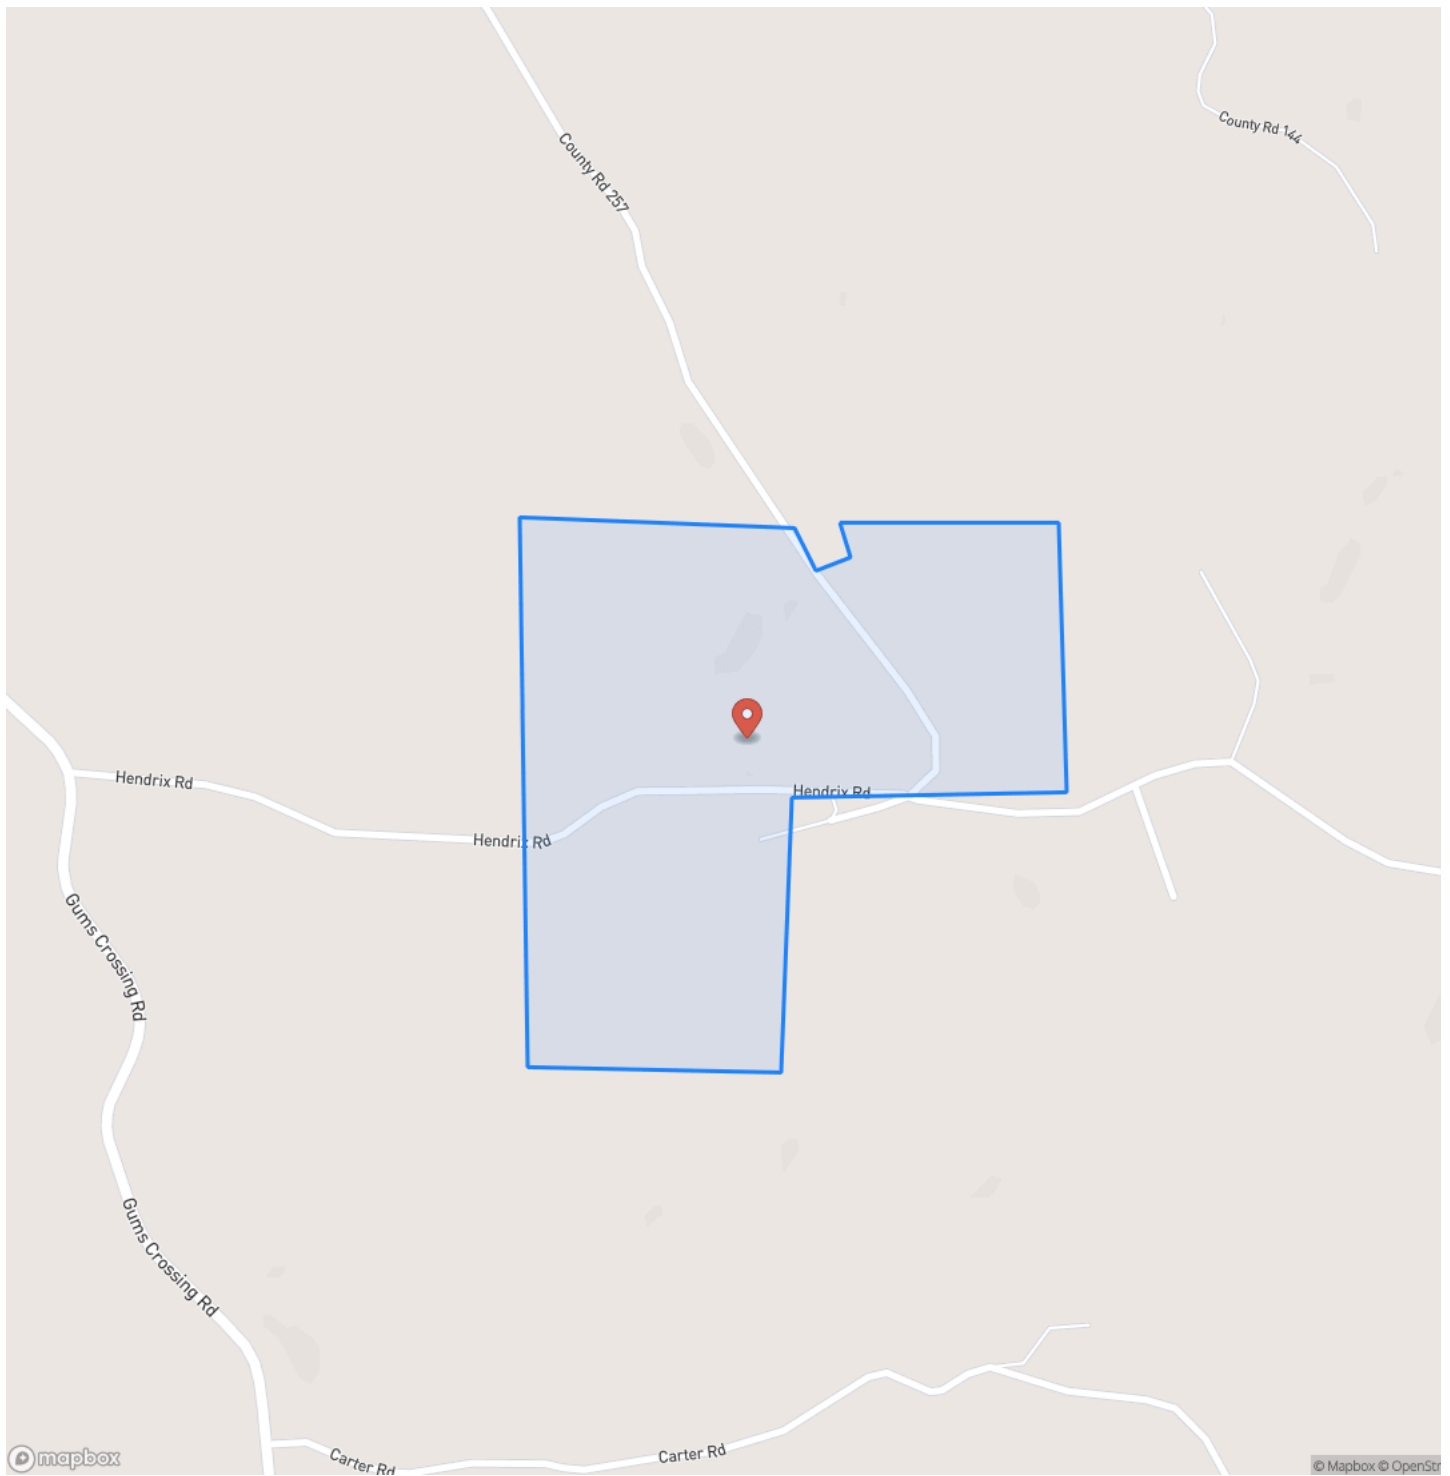 County Rd 144
County Rd 257
Hendrix Rd
Hendrix Rd
Hendrix Rd
Gums Crossing Rd
Gums Crossing Rd
Carter Rd
Carter Rd
mapbox
© Mapbox © OpenStr